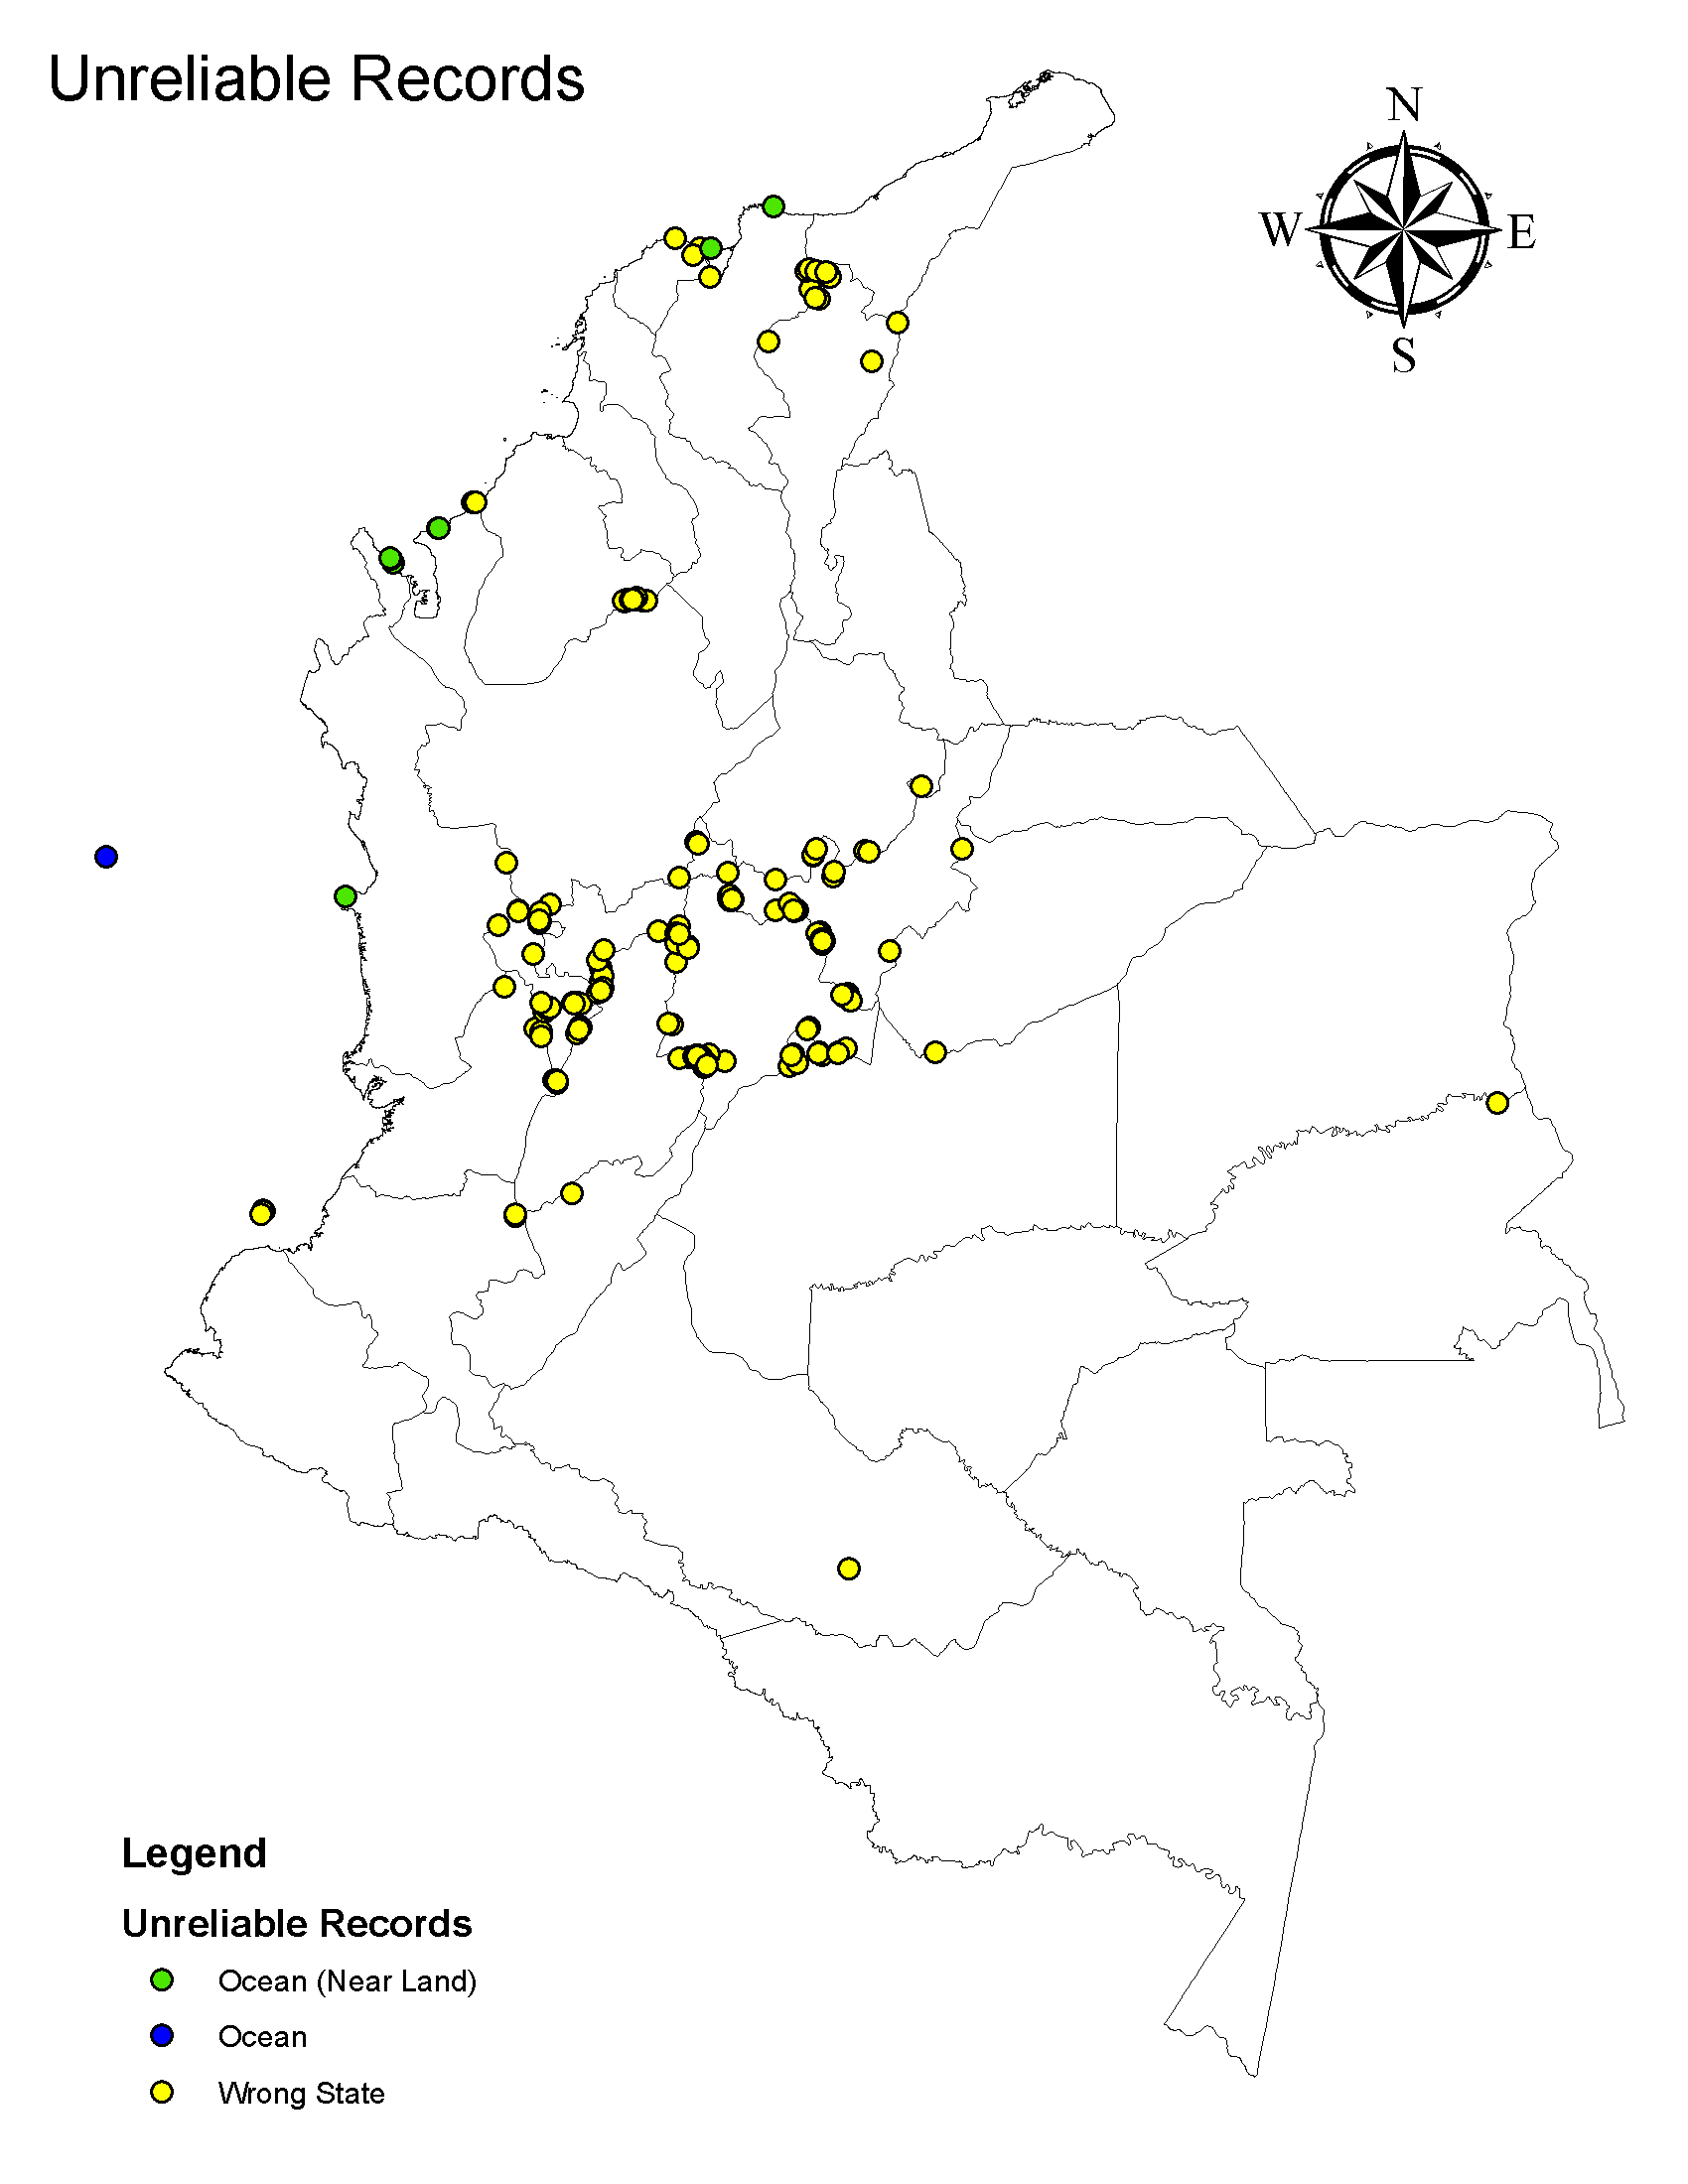 Unreliable Records
N
W
E
S
Legend
Unreliable Records
Ocean (Near Land)
Ocean
Wrong State